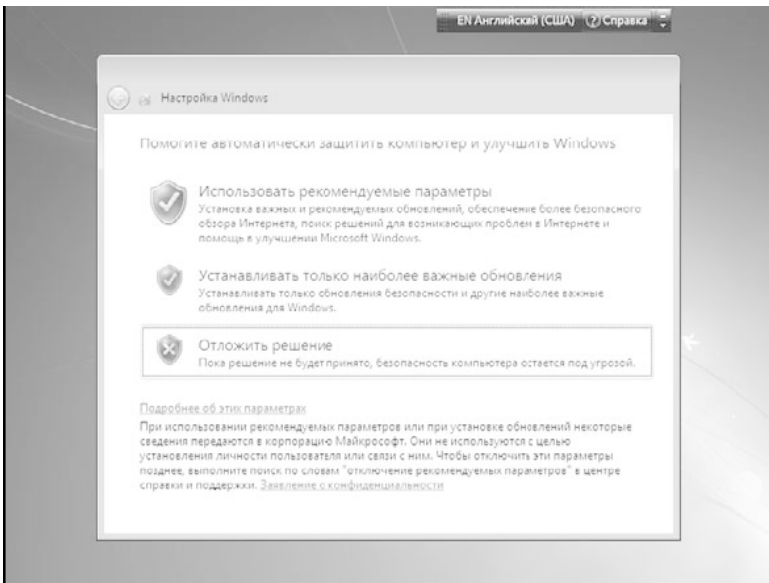 EN Английский (США) Справка
Настройка Windows
Помогите автоматически защитить компьютер и улучшить Windows
Использовать рекомендуемые параметры
Установка важных и рекомендуемых обновлений, обеспечение более безопасного
обзора Интернета, поиск решений для возникающих проблем в Интернете и
помощь в улучшении Microsoft Windows.
Устанавливать только наиболее важные обновления
Устанавливать только обновления безопасности и другие наиболее важные
обновления для Windows.
Отложить решение
Пока решение не будет принято, безопасность компьютера остается под угрозой.
Подробнее об этих параметрах
При использовании рекомендуемых параметров или при установке обновлений некоторые
сведения передаются в корпорацию Майкрософт. Они не используются с целью
установления личности пользователя или связи с ним. Чтобы отключить эти параметры
позднее, выполните поиск по словам "отключение рекомендуемых параметров" в центре
справки и поддержки. Заявление о конфиденциальности